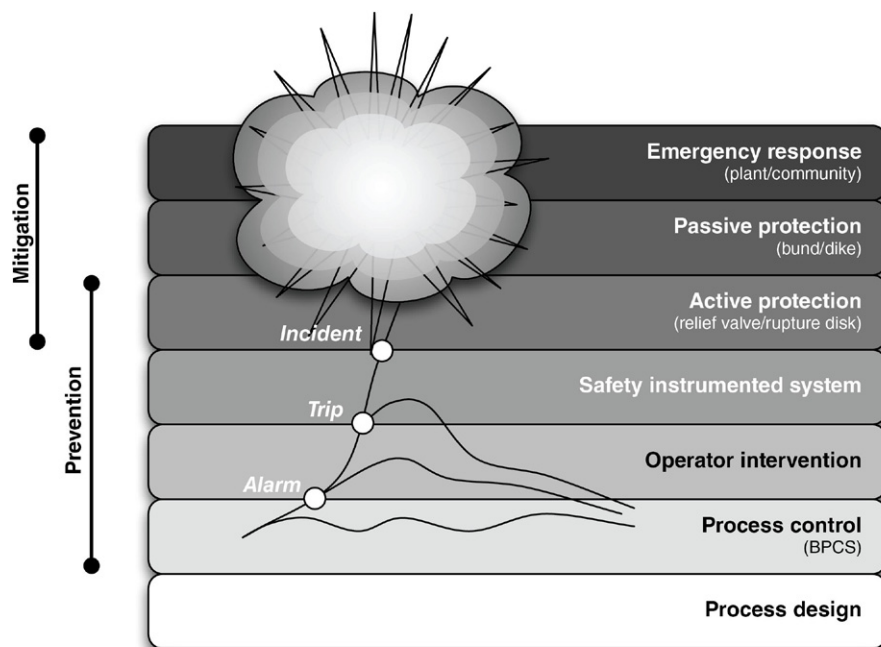 Emergency response
(plant/community)
Mitigation
Passive protection
(bund/dike)
Active protection
(relief valve/rupture disk)
Incident
Prevention
Safety instrumented system
Trip
Operator intervention
Alarm
Process control
(BPCS)
Process design